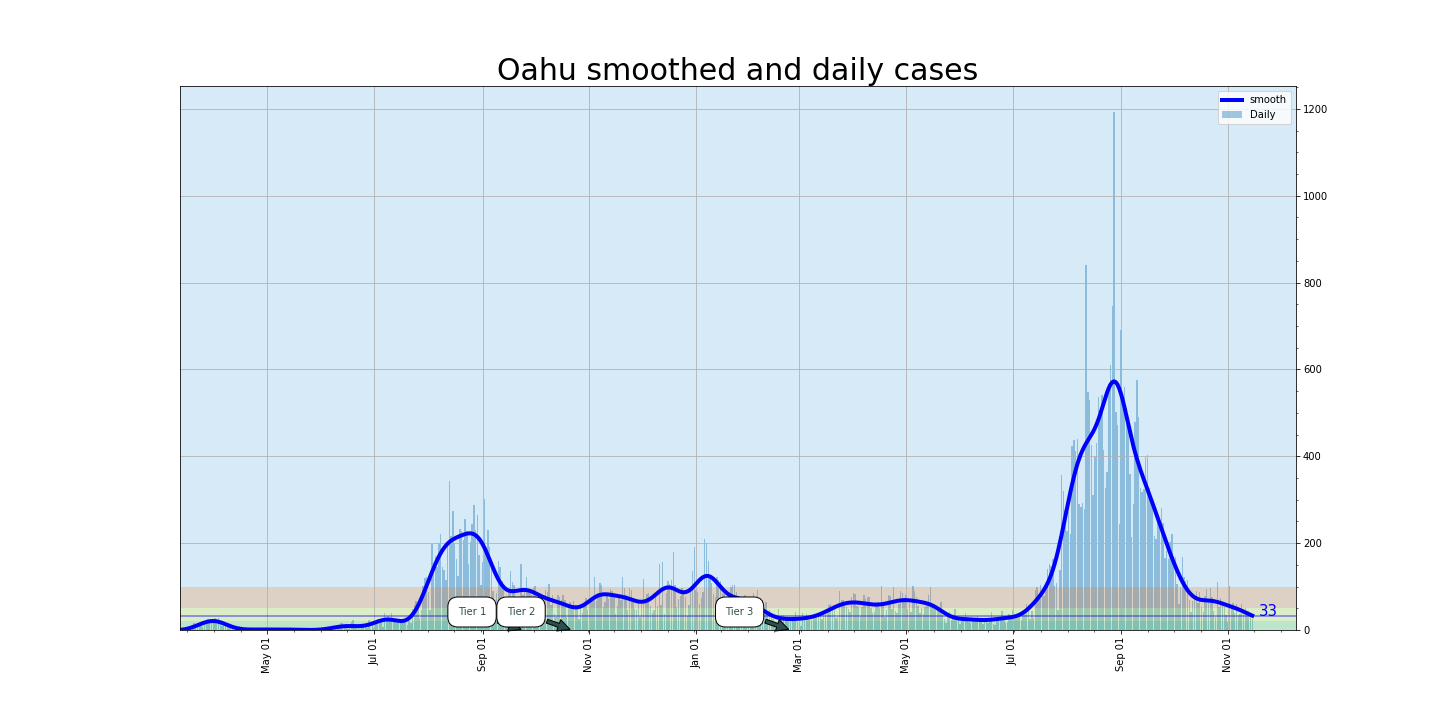 Oahu smoothed and daily cases
smooth
Daily
1200
1000
800
600
400
200
0
33
Tier 1
Tier 2
Tier 3
May 01
Jul 01
Sep 01
Nov 01
Jan 01
Mar 01
May 01
Jul 01
Sep 01
Nov 01